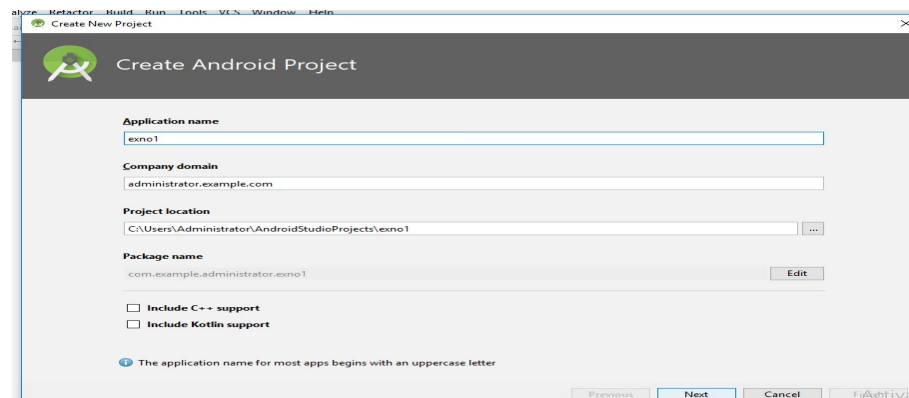 Refactor Build Run Tools VCS Window Help
Create New Project
Create Android Project
Application name
exno1
Company domain
administrator.example.com
Project location
C:\Users\Administrator\AndroidStudioProjects\exno1
...
Package name
com.example.administrator.exno1
Edit
Include C++ support
Include Kotlin support
The application name for most apps begins with an uppercase letter
Previous Next Cancel